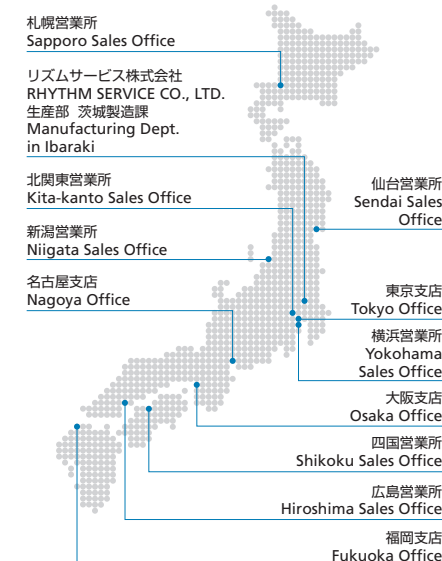 札幌営業所
Sapporo Sales Office
リズムサービス株式会社
RHYTHM SERVICE CO., LTD.
生産部 茨城製造課
Manufacturing Dept.
in Ibaraki
北関東営業所
Kita-kanto Sales Office
新潟営業所
Niigata Sales Office
名古屋支店
Nagoya Office
仙台営業所
Sendai Sales
Office
東京支店
Tokyo Office
横浜営業所
Yokohama
Sales Office
大阪支店
Osaka Office
四国営業所
Shikoku Sales Office
広島営業所
Hiroshima Sales Office
福岡支店
Fukuoka Office